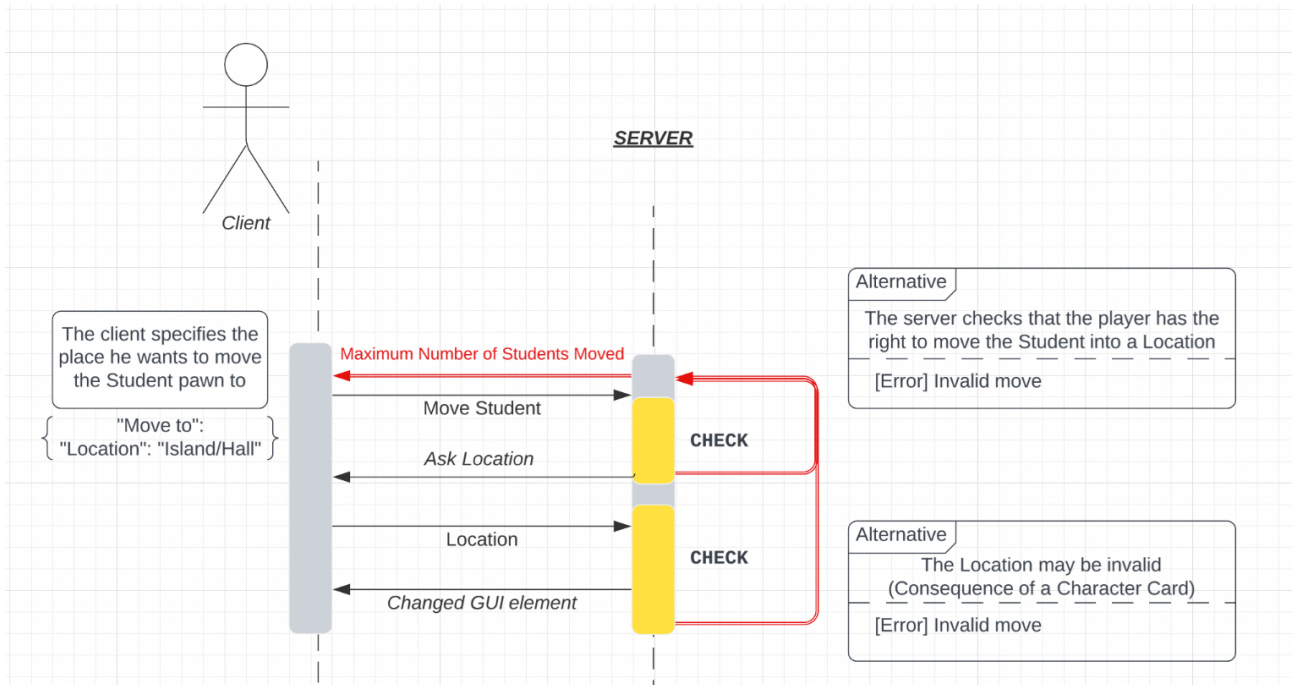 SERVER
Client
The client specifies the
place he wants to move
the Student pawn to
"Move to":
"Location": "Island/Hall"
Maximum Number of Students Moved
Move Student
CHECK
Ask Location
Location
CHECK
Changed GUI element
Alternative
The server checks that the player has the
right to move the Student into a Location
[Error] Invalid move
Alternative
The Location may be invalid
(Consequence of a Character Card)
[Error] Invalid move